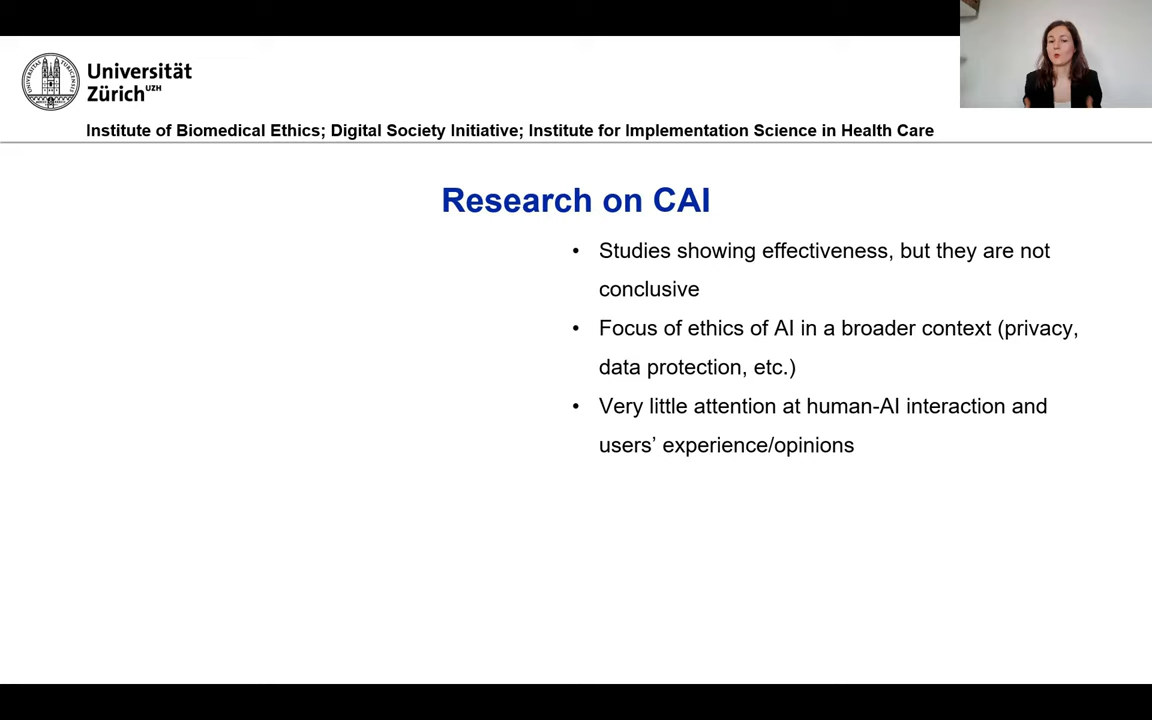 Universität
Zürich UZH
Institute of Biomedical Ethics; Digital Society Initiative; Institute for Implementation Science in Health Care
Research on CAI
• Studies showing effectiveness, but they are not
conclusive
• Focus of ethics of AI in a broader context (privacy,
data protection, etc.)
• Very little attention at human-AI interaction and
users’ experience/opinions